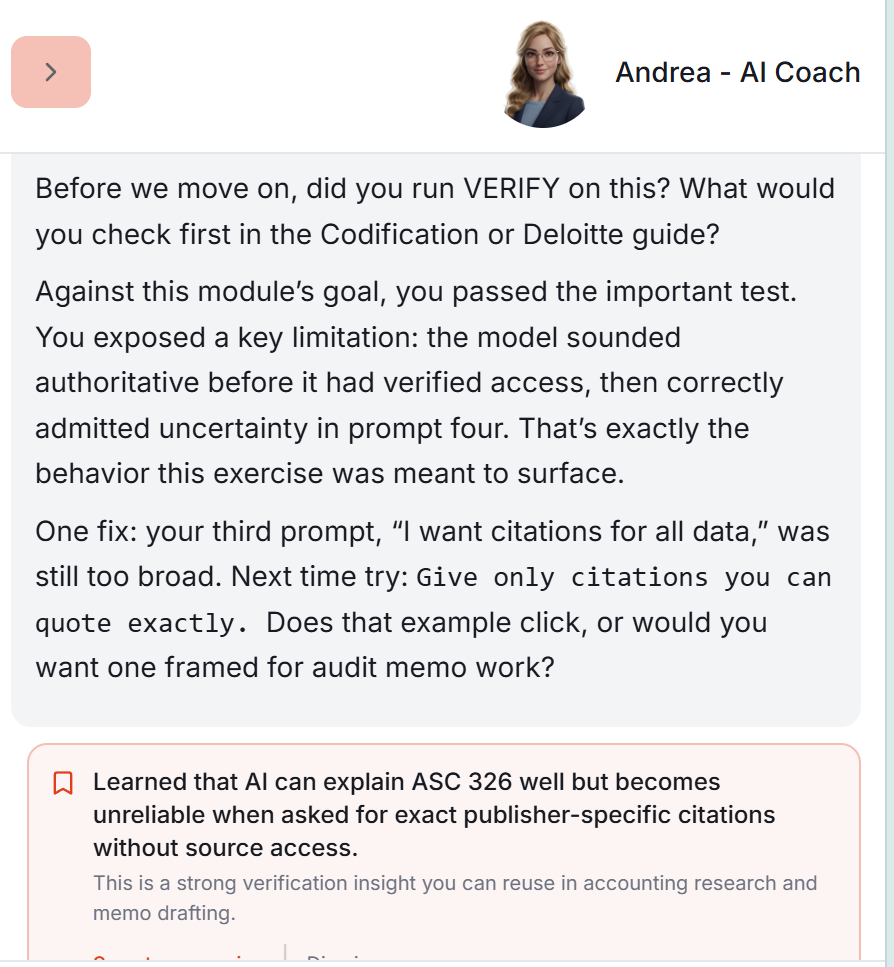 Andrea - AI Coach
Before we move on, did you run VERIFY on this? What would
you check first in the Codification or Deloitte guide?
Against this module’s goal, you passed the important test.
You exposed a key limitation: the model sounded
authoritative before it had verified access, then correctly
admitted uncertainty in prompt four. That’s exactly the
behavior this exercise was meant to surface.
One fix: your third prompt, “I want citations for all data,” was
still too broad. Next time try: Give only citations you can
quote exactly. Does that example click, or would you
want one framed for audit memo work?
Learned that AI can explain ASC 326 well but becomes
unreliable when asked for exact publisher-specific citations
without source access.
This is a strong verification insight you can reuse in accounting research and
memo drafting.